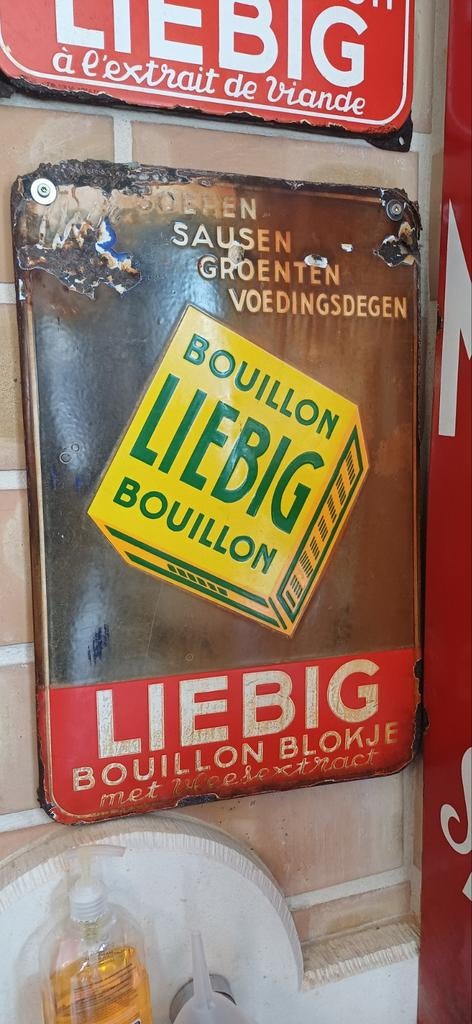 LIEBIG
à l'extrait de viande
SOEPEN
SAUSEN
GROENTEN
VOEDINGSDEGEN
BOUILLON
LIEBIG
BOUILLON
LIEBIG
BOUILLON BLOKJE
met vleesextract